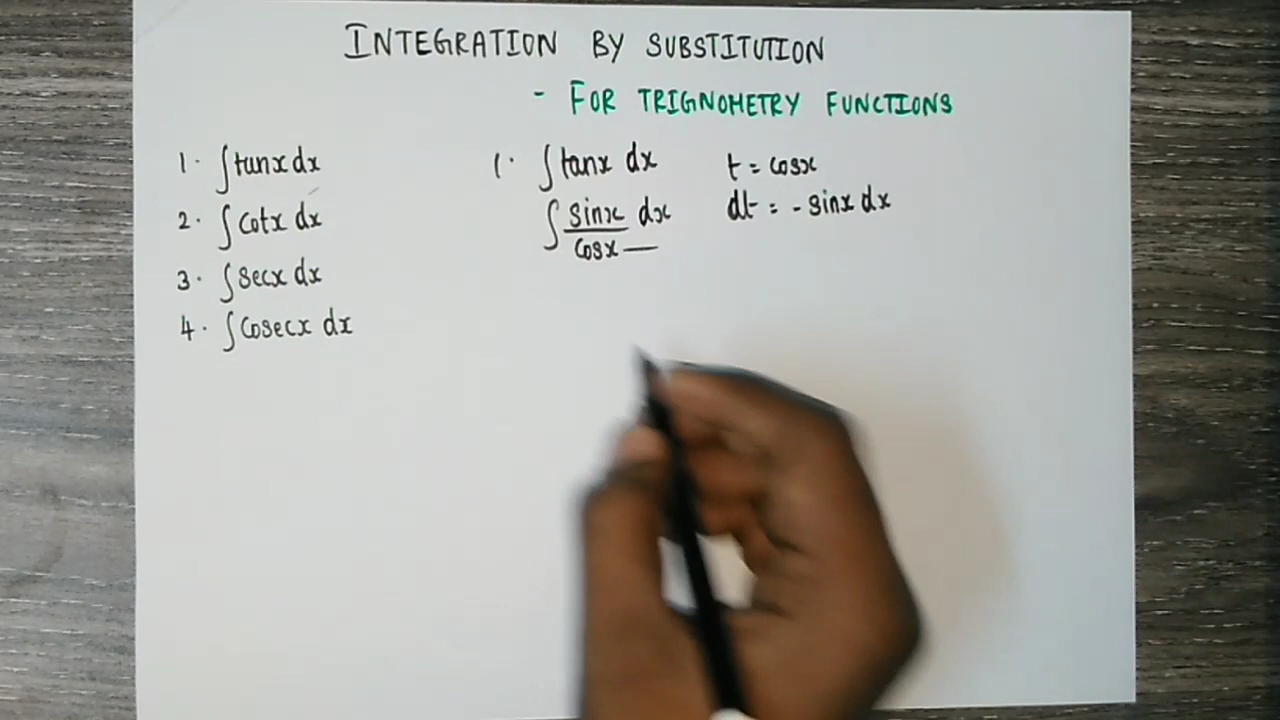 INTEGRATION BY SUBSTITUTION
- FOR TRIGNOMETRY FUNCTIONS
1. ∫tanx dx
2. ∫cotx dx
3. ∫secx dx
4. ∫cosecx dx
1. ∫tanx dx
∫ sinx/cosx dx
t = cosx
dt = - sinx dx